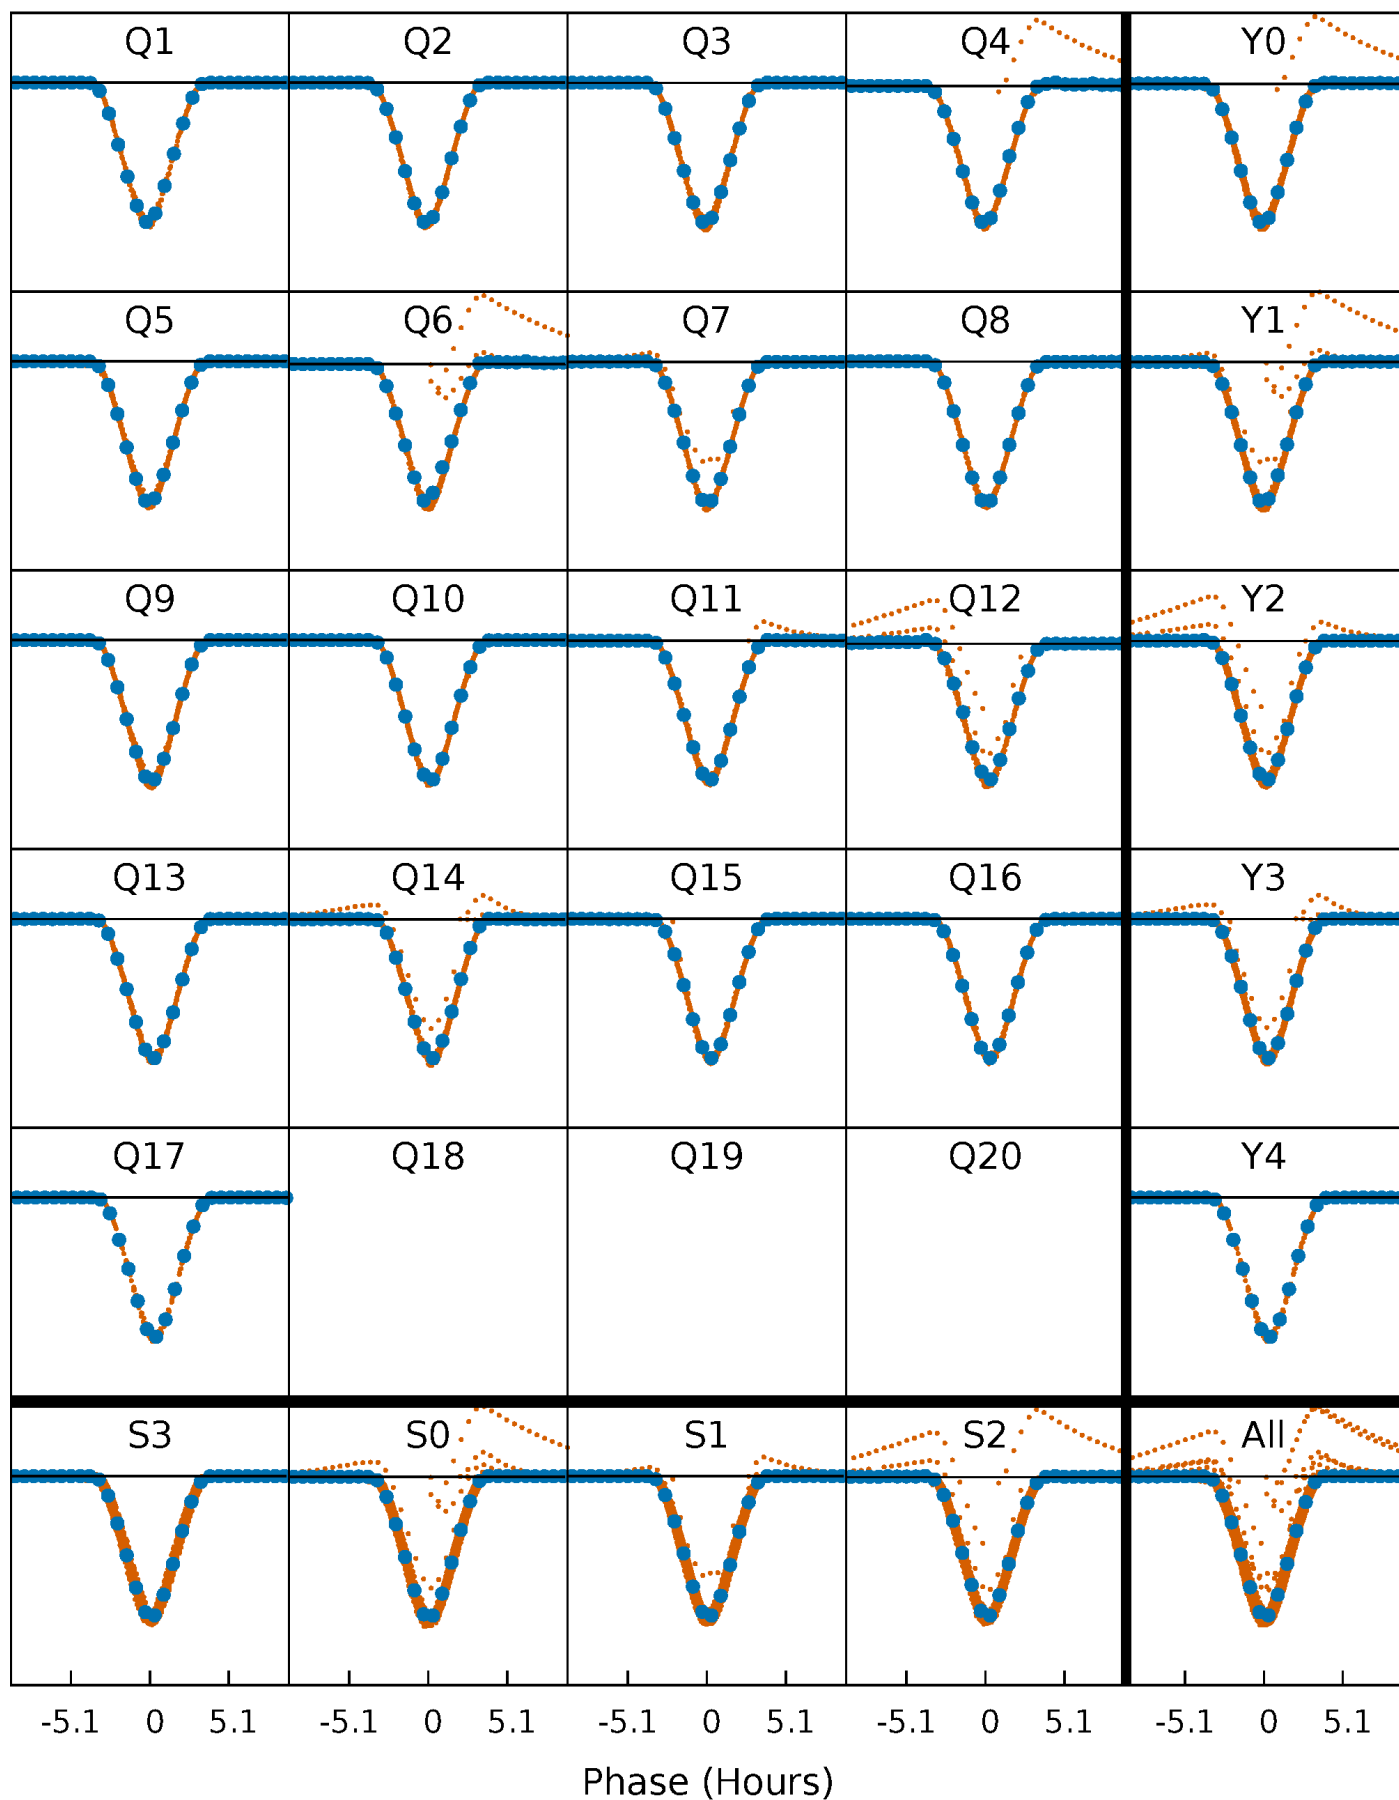 Q1 Q2 Q3 Q4 Y0
Q5 Q6 Q7 Q8 Y1
Q9 Q10 Q11 Q12 Y2
Q13 Q14 Q15 Q16 Y3
Q17 Q18 Q19 Q20 Y4
S3 S0 S1 S2 All
-5.1 0 5.1 -5.1 0 5.1 -5.1 0 5.1 -5.1 0 5.1 -5.1 0 5.1
Phase (Hours)